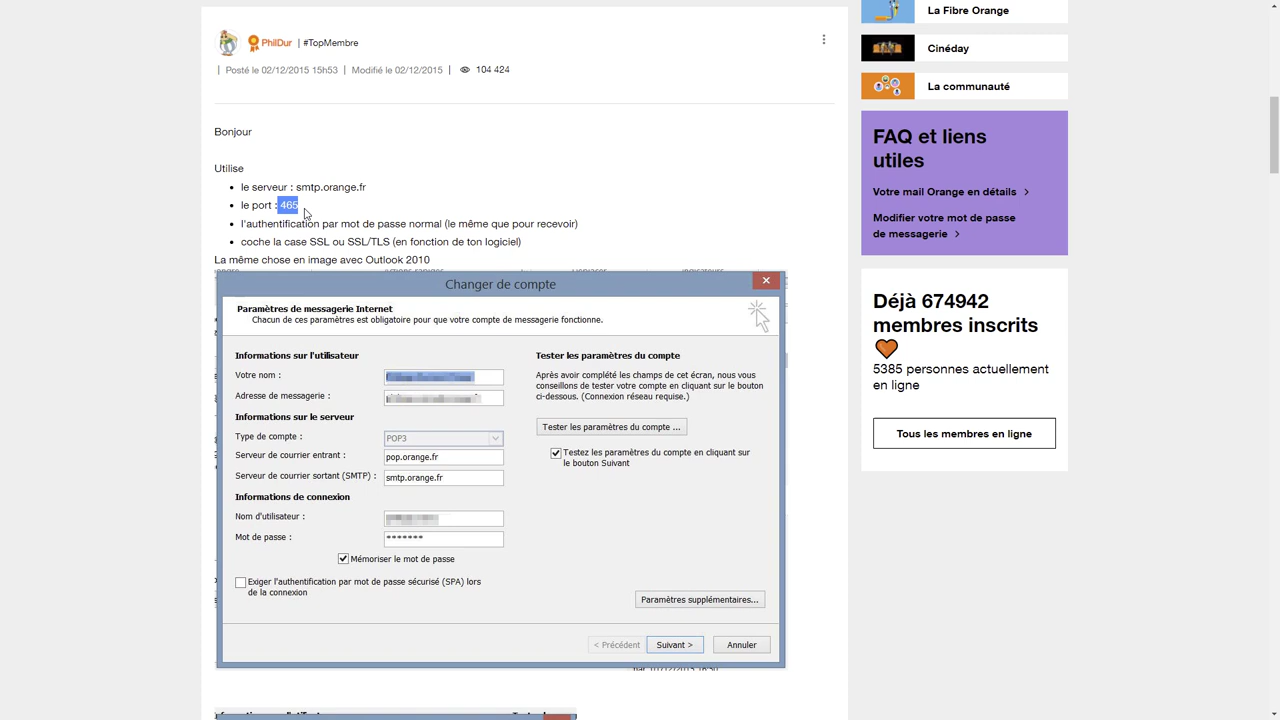 PhilDur | #TopMembre
| Posté le 02/12/2015 15h53 | Modifié le 02/12/2015 | 104 424
Bonjour
Utilise
• le serveur : smtp.orange.fr
• le port : 465
• l'authentification par mot de passe normal (le même que pour recevoir)
• coche la case SSL ou SSL/TLS (en fonction de ton logiciel)
La même chose en image avec Outlook 2010
Changer de compte
Paramètres de messagerie Internet
Chacun de ces paramètres est obligatoire pour que votre compte de messagerie fonctionne.
Informations sur l'utilisateur
Votre nom :
Adresse de messagerie :
Informations sur le serveur
Type de compte : POP3
Serveur de courrier entrant : pop.orange.fr
Serveur de courrier sortant (SMTP) : smtp.orange.fr
Informations de connexion
Nom d'utilisateur :
Mot de passe : *******
Mémoriser le mot de passe
Exiger l'authentification par mot de passe sécurisé (SPA) lors
de la connexion
Tester les paramètres du compte
Après avoir complété les champs de cet écran, nous vous
conseillons de tester votre compte en cliquant sur le bouton
ci-dessous. (Connexion réseau requise.)
Tester les paramètres du compte ...
Testez les paramètres du compte en cliquant sur
le bouton Suivant
Paramètres supplémentaires...
< Précédent
Suivant >
Annuler
La Fibre Orange
Cinéday
La communauté
FAQ et liens
utiles
Votre mail Orange en détails >
Modifier votre mot de passe
de messagerie >
Déjà 674942
membres inscrits
5385 personnes actuellement
en ligne
Tous les membres en ligne